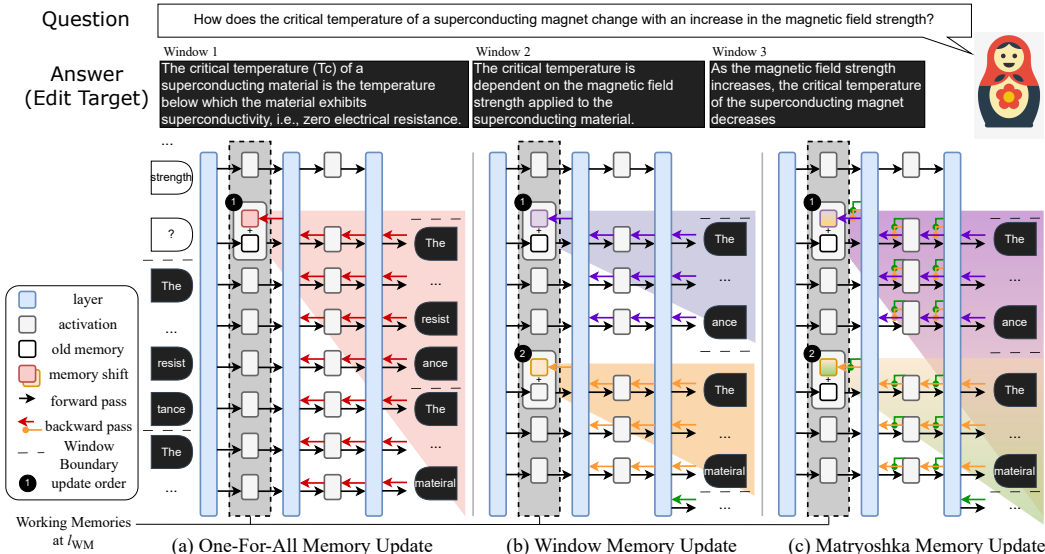 Question
How does the critical temperature of a superconducting magnet change with an increase in the magnetic field strength?
Answer
(Edit Target)
Window 1
The critical temperature (Tc) of a
superconducting material is the temperature
below which the material exhibits
superconductivity, i.e., zero electrical resistance.
Window 2
The critical temperature is
dependent on the magnetic field
strength applied to the
superconducting material.
Window 3
As the magnetic field strength
increases, the critical temperature
of the superconducting magnet
decreases
...
strength
?
The
...
resist
tance
The
...
layer
activation
old memory
memory shift
forward pass
backward pass
Window
Boundary
1 update order
Working Memories
at lWM
1
+
The
...
resist
ance
The
...
mateiral
(a) One-For-All Memory Update
1
+
The
...
ance
2
+
The
...
mateiral
...
(b) Window Memory Update
1
+
The
...
ance
2
+
The
...
mateiral
...
(c) Matryoshka Memory Update